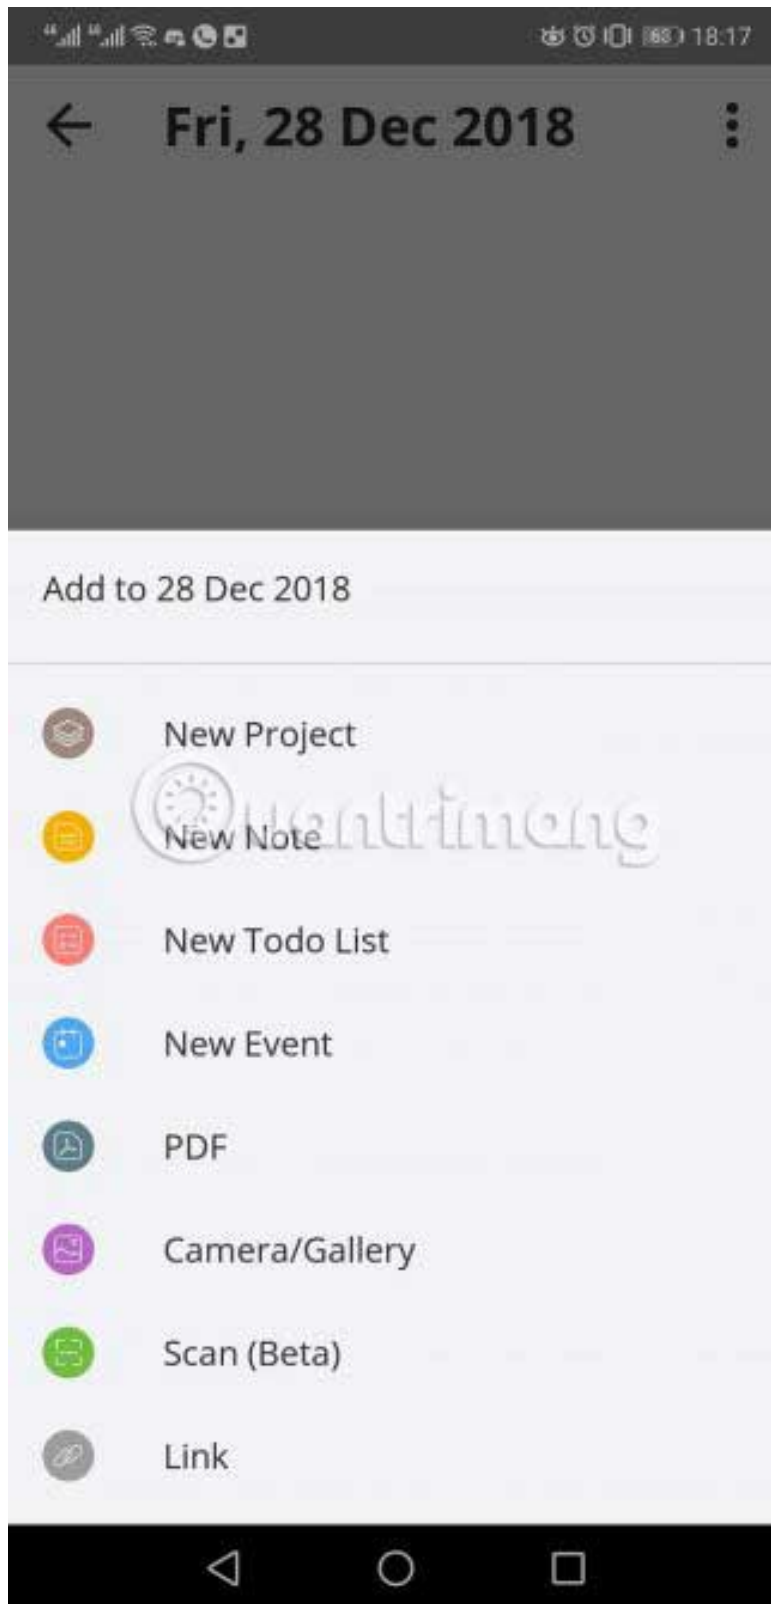 18:17
Fri, 28 Dec 2018
Add to 28 Dec 2018
New Project
Quantrimang
New Note
New Todo List
New Event
PDF
Camera/Gallery
Scan (Beta)
Link